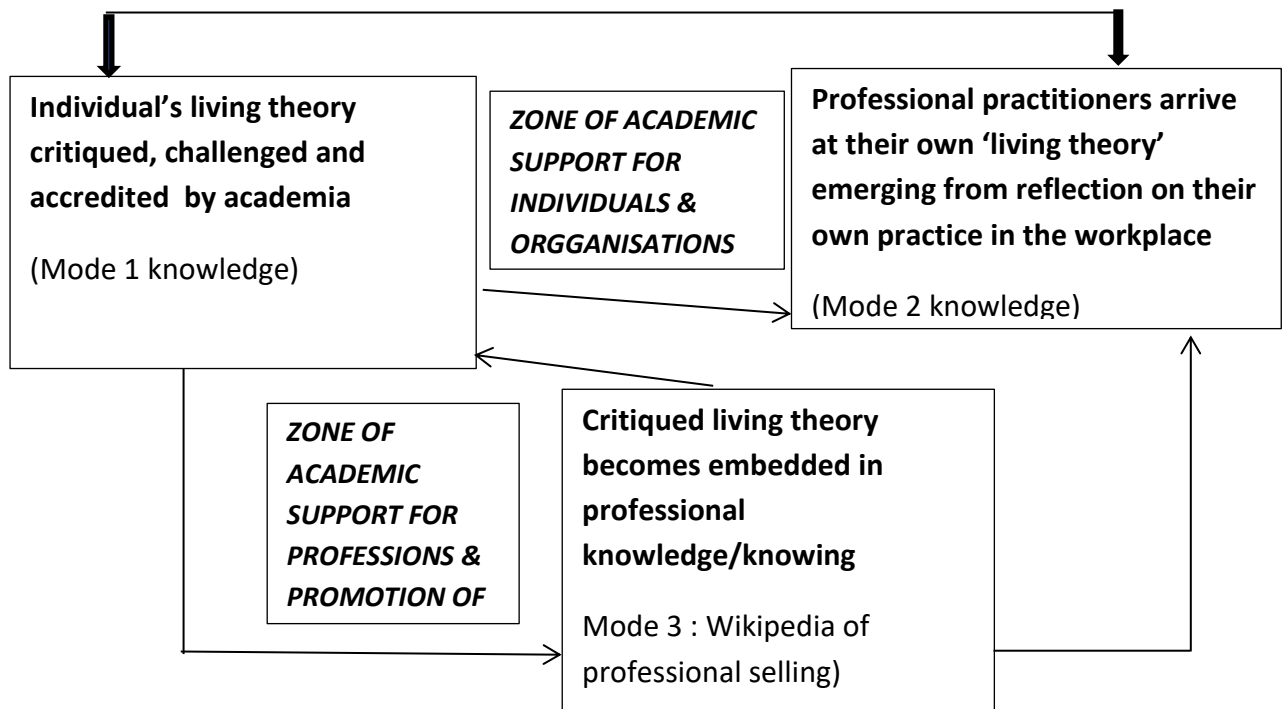 Individual's living theory
critiqued, challenged and
accredited by academia
(Mode 1 knowledge)
ZONE OF ACADEMIC
SUPPORT FOR
INDIVIDUALS &
ORGGANISATIONS
Professional practitioners arrive
at their own ‘living theory’
emerging from reflection on their
own practice in the workplace
(Mode 2 knowledge)
ZONE OF
ACADEMIC
SUPPORT FOR
PROFESSIONS &
PROMOTION OF
Critiqued living theory
becomes embedded in
professional
knowledge/knowing
Mode 3 : Wikipedia of
professional selling)